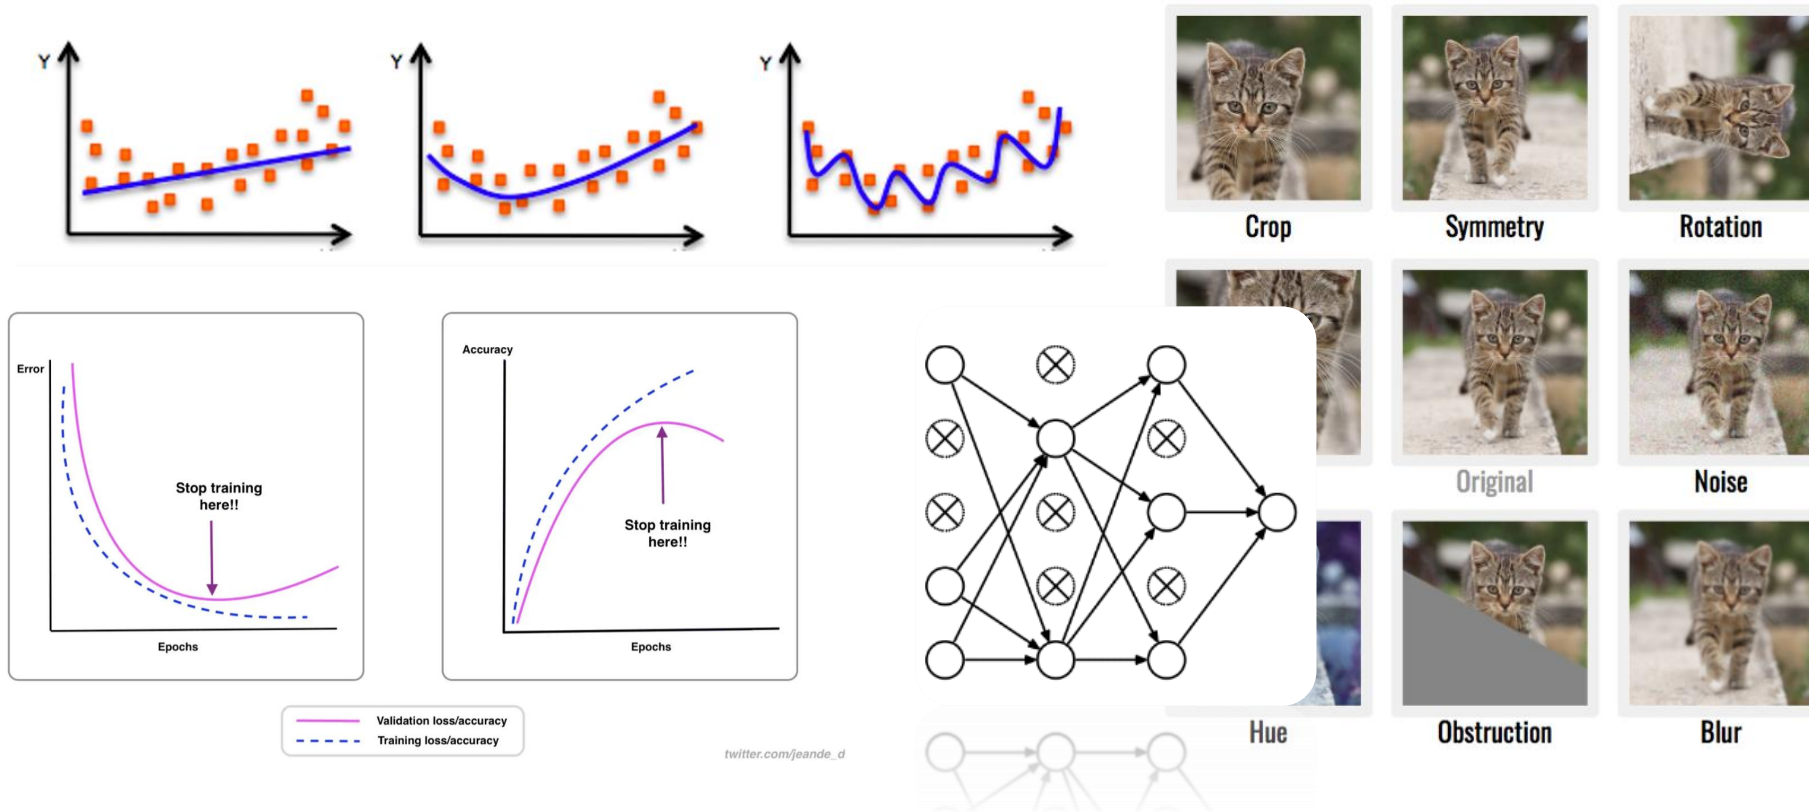 Y
Y
Y
Crop
Symmetry
Rotation
Original
Noise
Hue
Obstruction
Blur
Error
Stop training
here!!
Epochs
Accuracy
Stop training
here!!
Epochs
Validation loss/accuracy
Training loss/accuracy
twitter.com/jeande_d